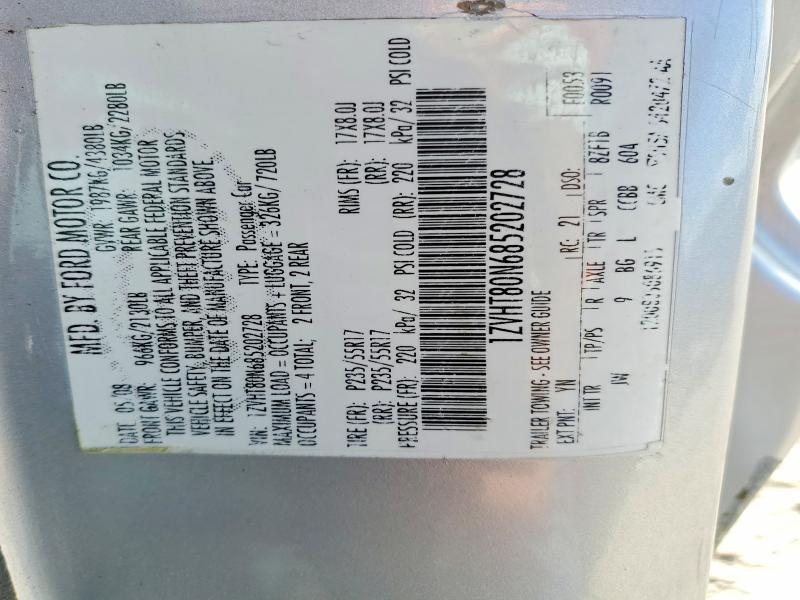 MFD. BY FORD MOTOR CO.
DATE 05/08 GVWR: 1987KG/4380LB
FRONT GAWR: 966KG/2130LB REAR GAWR: 1034KG/2280LB
THIS VEHICLE CONFORMS TO ALL APPLICABLE FEDERAL MOTOR
VEHICLE SAFETY, BUMPER, AND THEFT PREVENTION STANDARDS
IN EFFECT ON THE DATE OF MANUFACTURE SHOWN ABOVE
VIN: 1ZVHT80N685202728 TYPE: Passenger Car
MAXIMUM LOAD = OCCUPANTS + LUGGAGE = 326KG/720LB
OCCUPANTS = 4 TOTAL; 2 FRONT, 2 REAR
TIRE (FR): P235/55R17 RIMS (FR): 17X8.0J
(RR): P235/55R17 (RR): 17X8.0J
PRESSURE (FR): 220 kPa/ 32 PSI COLD (RR): 220 kPa/ 32 PSI COLD
1ZVHT80N685202728
TRAILER TOWING - SEE OWNER GUIDE F0053
EXT PNT: YN RC: 21 DSO: R0091
INT TR TP/PS R AXLE TR SPR BZF1B
JW 9 BG L CCBB 604